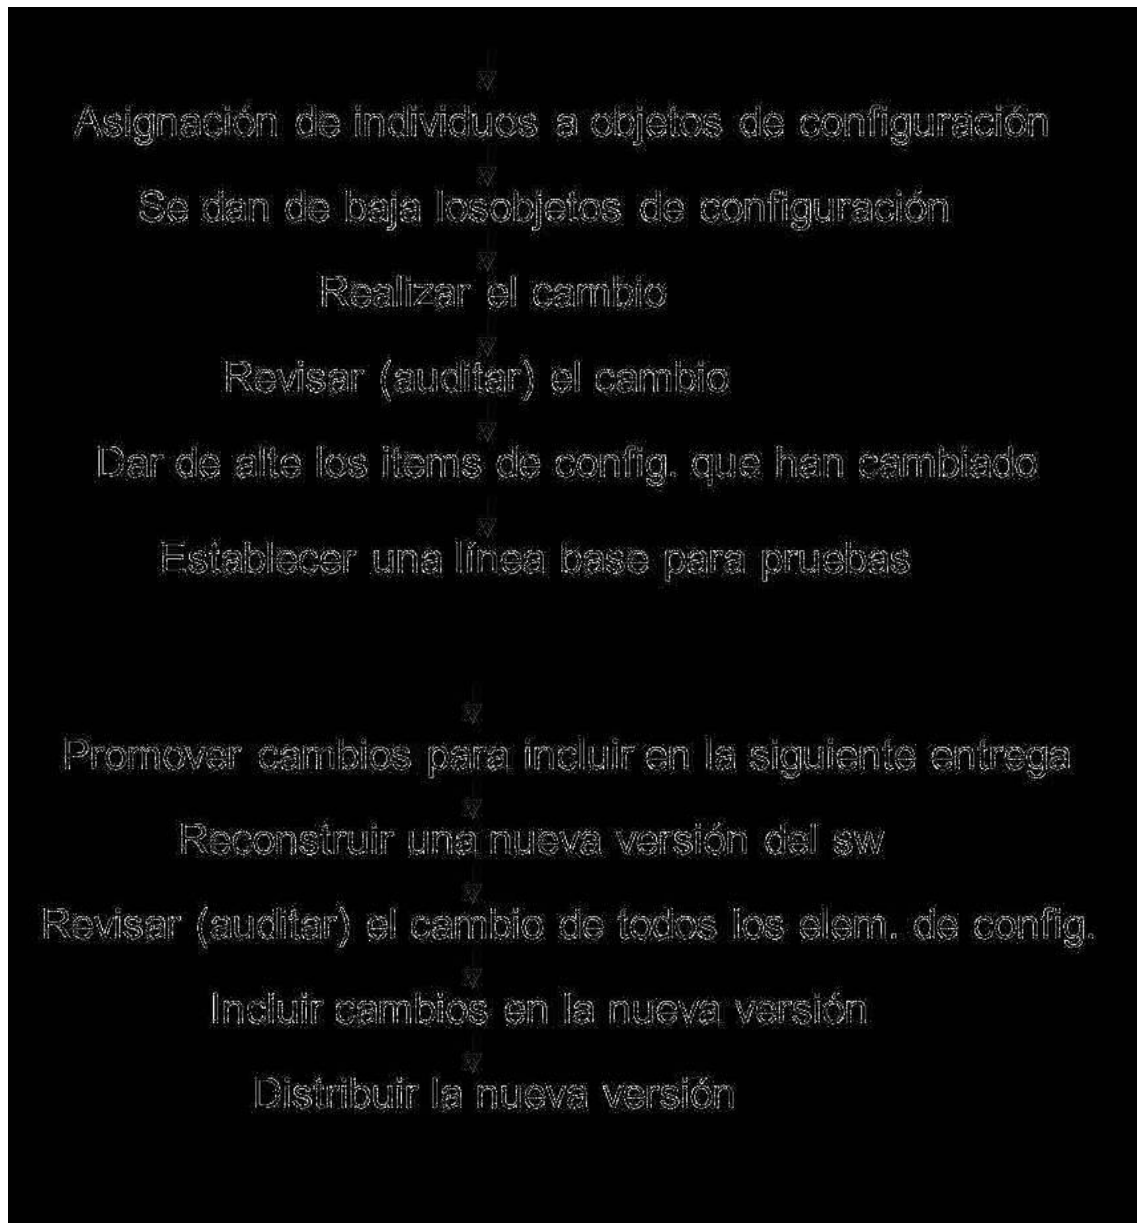 Asignación de individuos a objetos de configuración
Se dan de baja losobjetos de configuración
Realizar el cambio
Revisar (auditar) el cambio
Dar de alte los items de config. que han cambiado
Establecer una línea base para pruebas
Promover cambios para incluir en la siguiente entrega
Reconstruir una nueva versión del sw
Revisar (auditar) el cambio de todos los elem. de config.
Incluir cambios en la nueva versión
Distribuir la nueva versión